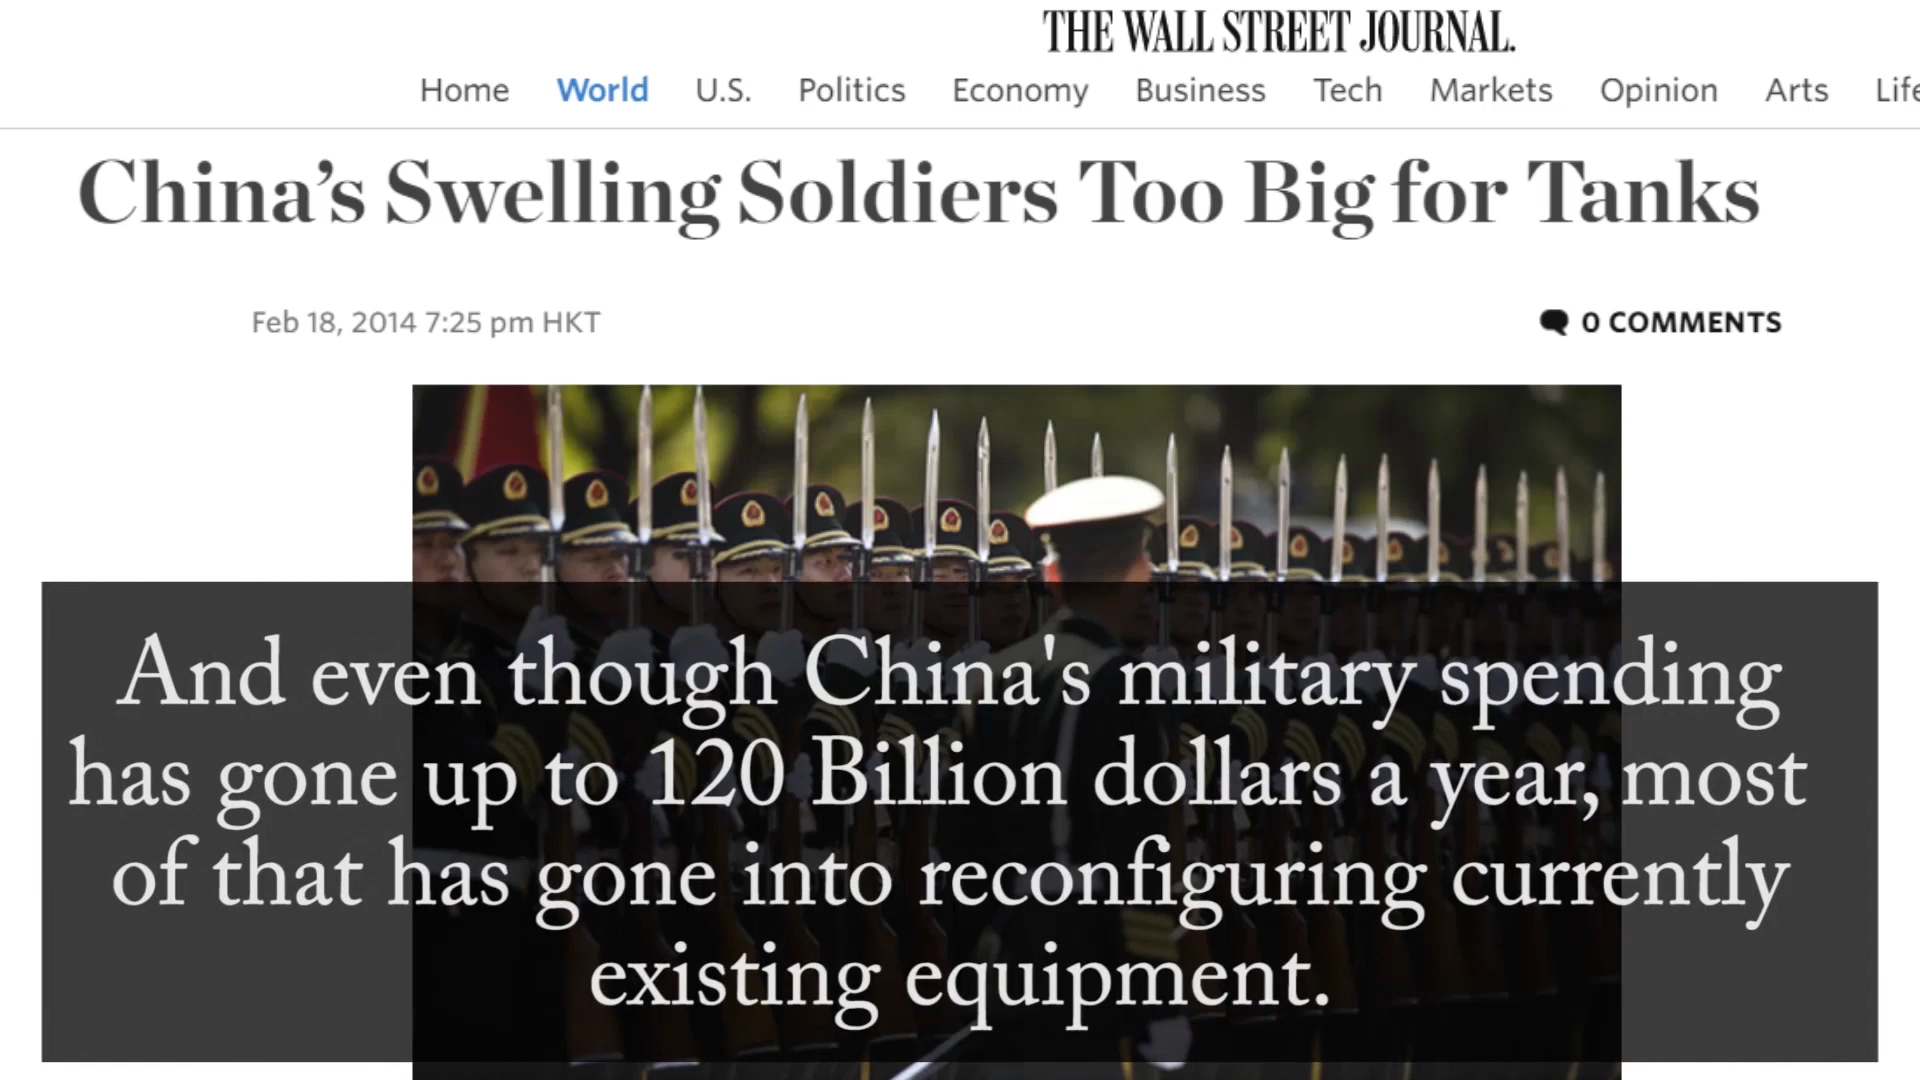 THE WALL STREET JOURNAL.
Home World U.S. Politics Economy Business Tech Markets Opinion Arts Life
China’s Swelling Soldiers Too Big for Tanks
Feb 18, 2014 7:25 pm HKT
0 COMMENTS
And even though China's military spending
has gone up to 120 Billion dollars a year, most
of that has gone into reconfiguring currently
existing equipment.